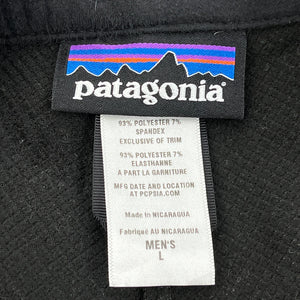 patagonia
93% POLYESTER 7%
SPANDEX
EXCLUSIVE OF TRIM
93% POLYESTER 7%
ELASTHANNE
A PART LA GARNITURE
MFG DATE AND LOCATION
AT PCPSIA.COM
Made in NICARAGUA
Fabriqué au NICARAGUA
MEN'S
L